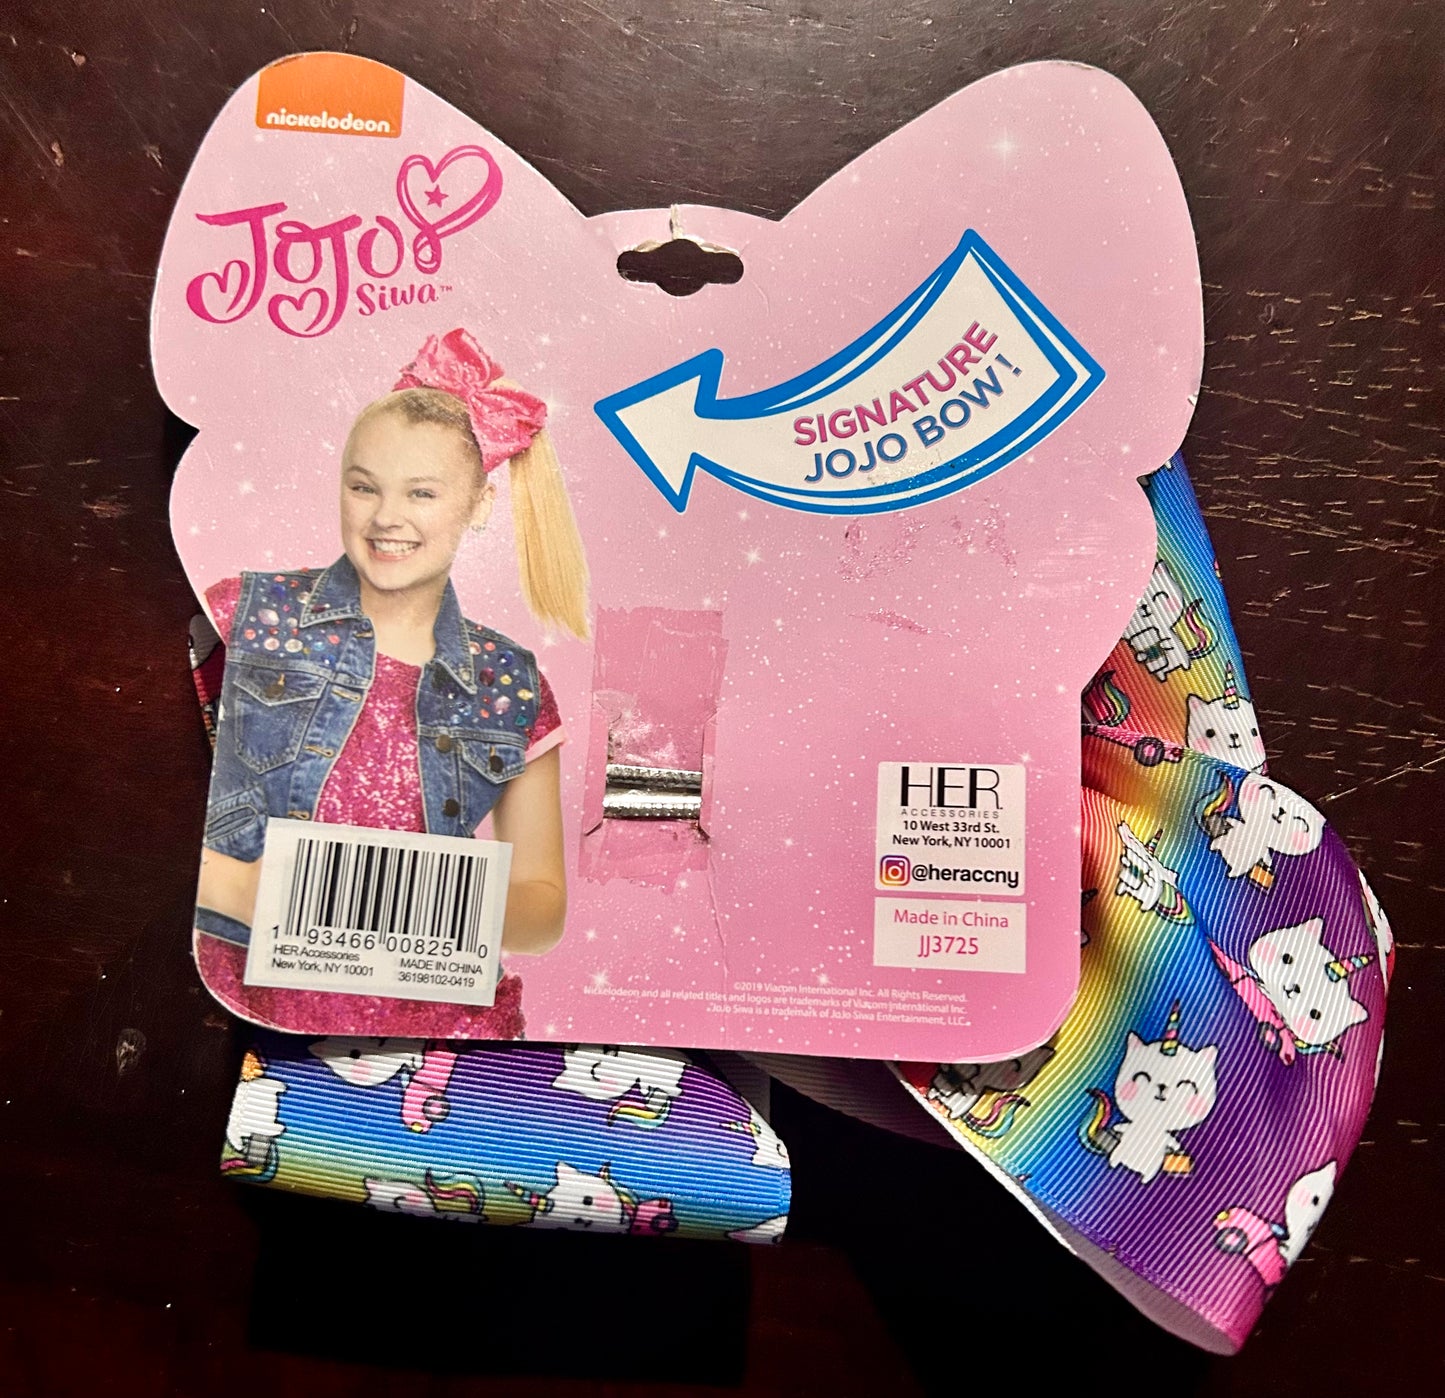 nickelodeon
JoJo
Siwa™
SIGNATURE
JOJO BOW!
H.E.R.
ACCESSORIES
10 West 33rd St.
New York, NY 10001
@heraccny
Made in China
JJ3725
1 93466 00825 0
HER Accessories
New York, NY 10001
MADE IN CHINA
36198102-0419
©2019 Viacom International Inc. All Rights Reserved.
Nickelodeon and all related titles and logos are trademarks of Viacom International Inc.
JoJo Siwa is a trademark of JoJo Siwa Entertainment, LLC.